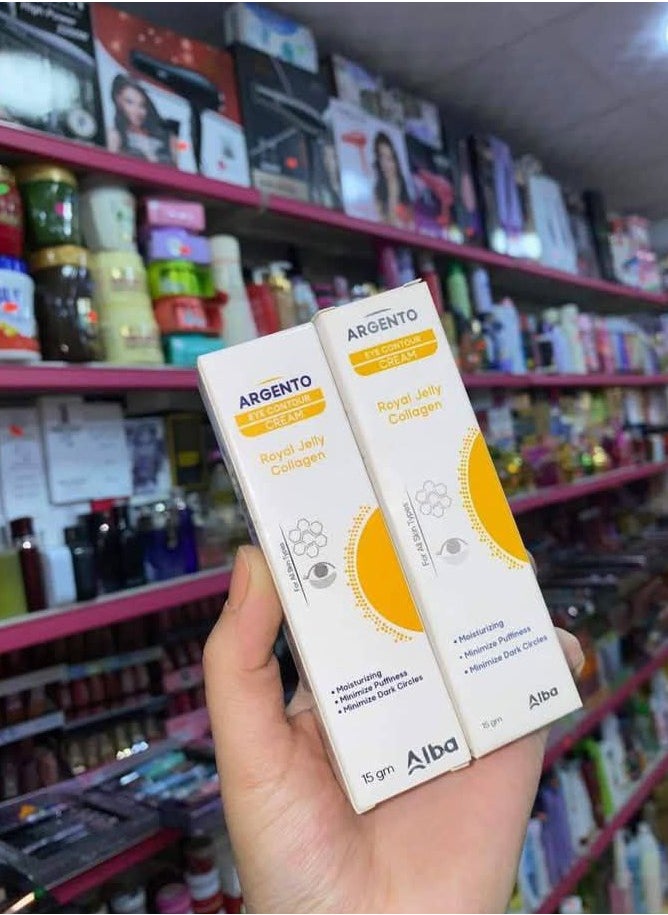 ARGENTO
EYE CONTOUR
CREAM
Royal Jelly
Collagen
For All Skin Types
• Moisturizing
• Minimize Puffness
• Minimize Dark Circles
15 gm
Alba
ARGENTO
EYE CONTOUR
CREAM
Royal Jelly
Collagen
For All Skin Types
• Moisturizing
• Minimize Puffness
• Minimize Dark Circles
15 gm
Alba